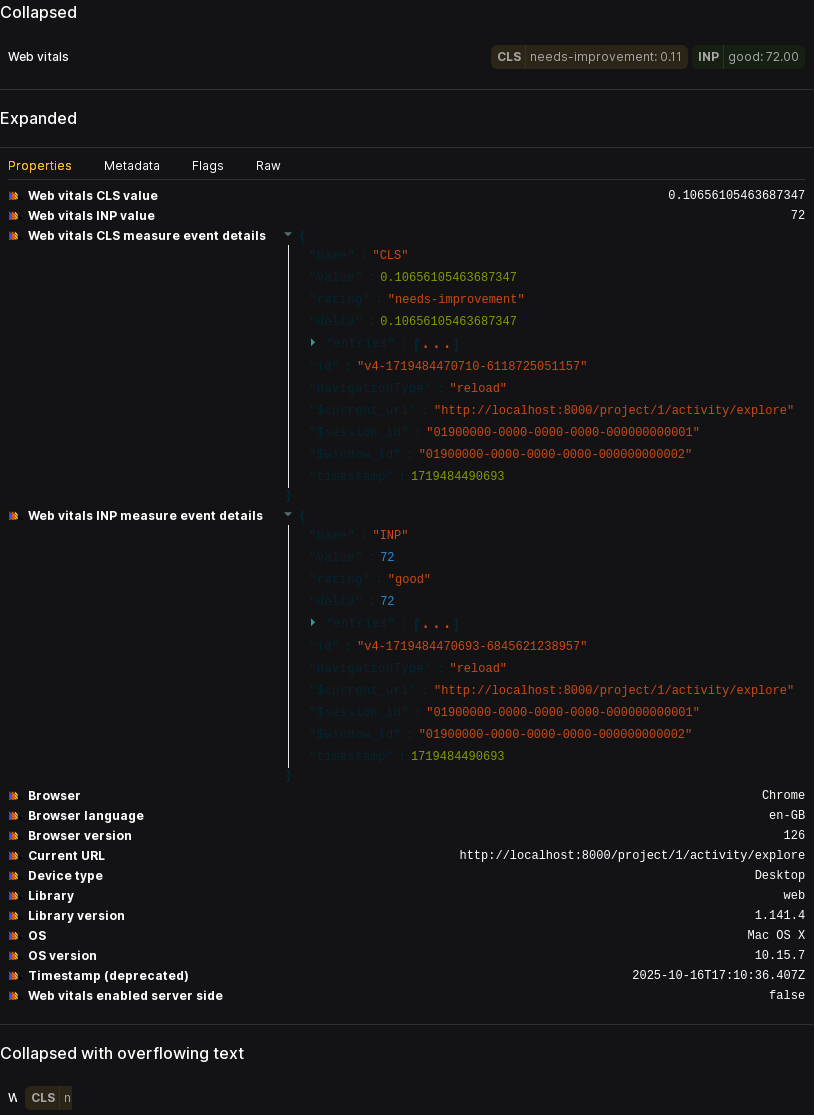 Collapsed
Web vitals CLS needs-improvement: 0.11 INP good: 72.00
Expanded
Properties Metadata Flags Raw
Web vitals CLS value 0.10656105463687347
Web vitals INP value 72
Web vitals CLS measure event details {
"name" : "CLS"
"value" : 0.10656105463687347
"rating" : "needs-improvement"
"delta" : 0.10656105463687347
"entries" : [...]
"id" : "v4-1719484470710-6118725051157"
"navigationType" : "reload"
"$current_url" : "http://localhost:8000/project/1/activity/explore"
"$session_id" : "01900000-0000-0000-0000-000000000001"
"$window_id" : "01900000-0000-0000-0000-000000000002"
"timestamp" : 1719484490693
}
Web vitals INP measure event details {
"name" : "INP"
"value" : 72
"rating" : "good"
"delta" : 72
"entries" : [...]
"id" : "v4-1719484470693-6845621238957"
"navigationType" : "reload"
"$current_url" : "http://localhost:8000/project/1/activity/explore"
"$session_id" : "01900000-0000-0000-0000-000000000001"
"$window_id" : "01900000-0000-0000-0000-000000000002"
"timestamp" : 1719484490693
}
Browser Chrome
Browser language en-GB
Browser version 126
Current URL http://localhost:8000/project/1/activity/explore
Device type Desktop
Library web
Library version 1.141.4
OS Mac OS X
OS version 10.15.7
Timestamp (deprecated) 2025-10-16T17:10:36.407Z
Web vitals enabled server side false
Collapsed with overflowing text
W CLS n